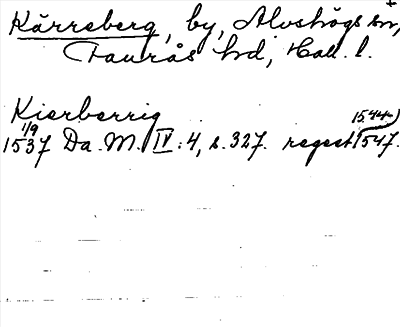 Kärreberg, by, Alvshögs sn,
Faurås hd, Hall. l.
Kierberrig
1/9 1544)
1537 Da. M. IV: 4, s. 327. regest 1547.